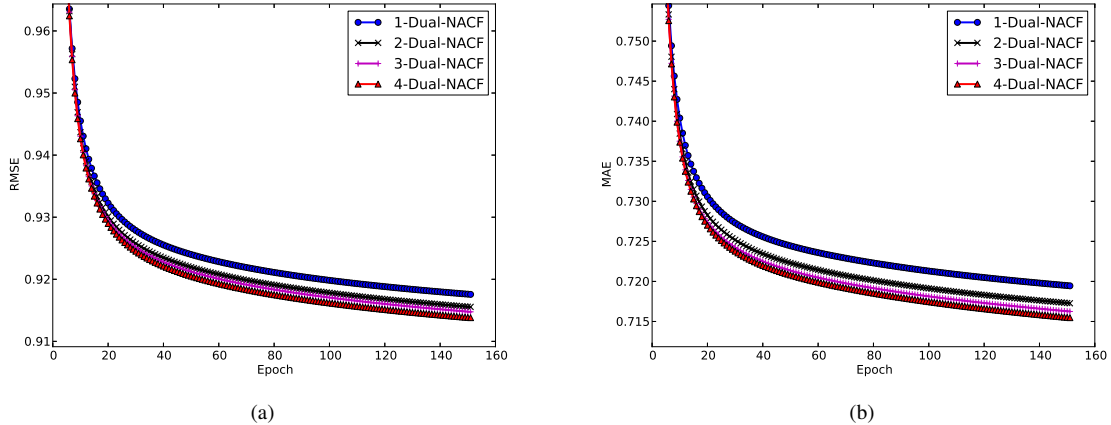 0.96
0.95
0.94
0.93
0.92
0.91
RMSE
0 20 40 60 80 100 120 140 160
Epoch
1-Dual-NACF
2-Dual-NACF
3-Dual-NACF
4-Dual-NACF
(a)
0.750
0.745
0.740
0.735
0.730
0.725
0.720
0.715
MAE
0 20 40 60 80 100 120 140 160
Epoch
1-Dual-NACF
2-Dual-NACF
3-Dual-NACF
4-Dual-NACF
(b)